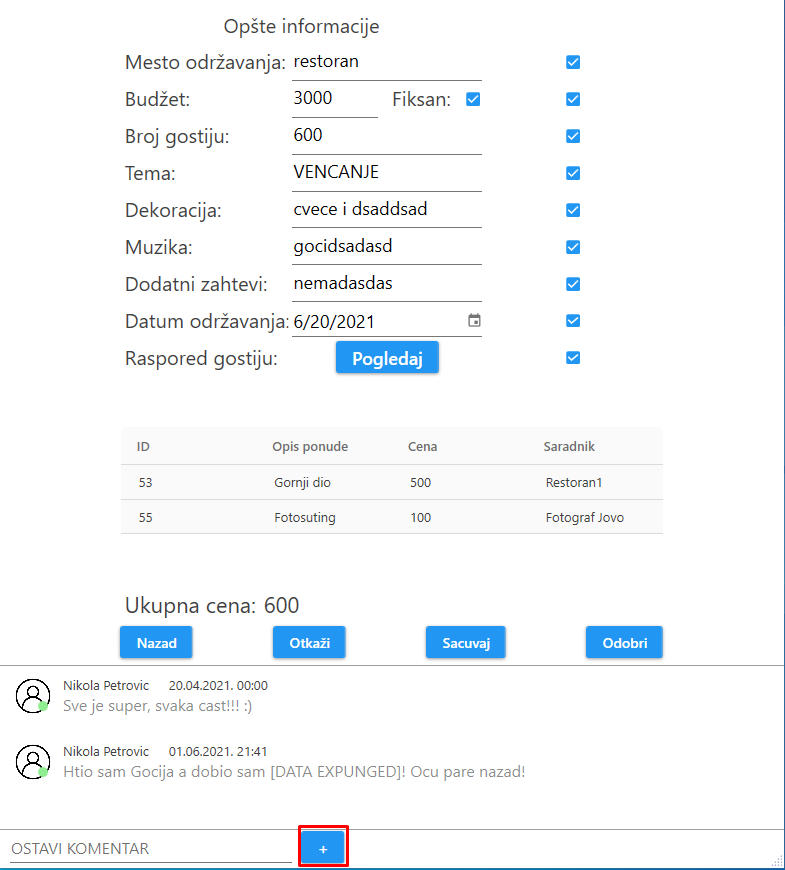 Opšte informacije
Mesto održavanja: restoran
Budžet: 3000 Fiksan:
Broj gostiju: 600
Tema: VENCANJE
Dekoracija: cvece i dsaddsad
Muzika: gocidsadasd
Dodatni zahtevi: nemadasdas
Datum održavanja: 6/20/2021
Raspored gostiju: Pogledaj
ID Opis ponude Cena Saradnik
53 Gornji dio 500 Restoran1
55 Fotosuting 100 Fotograf Jovo
Ukupna cena: 600
Nazad Otkaži Sacuvaj Odobri
Nikola Petrovic 20.04.2021. 00:00
Sve je super, svaka cast!!! :)
Nikola Petrovic 01.06.2021. 21:41
Htio sam Gocija a dobio sam [DATA EXPUNGED]! Ocu pare nazad!
OSTAVI KOMENTAR +